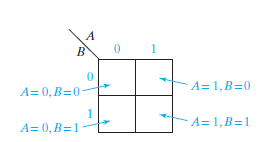 A
B
0 1
0
A= 0,B=0
A= 1,B=0
1
A= 0,B=1
A= 1,B=1